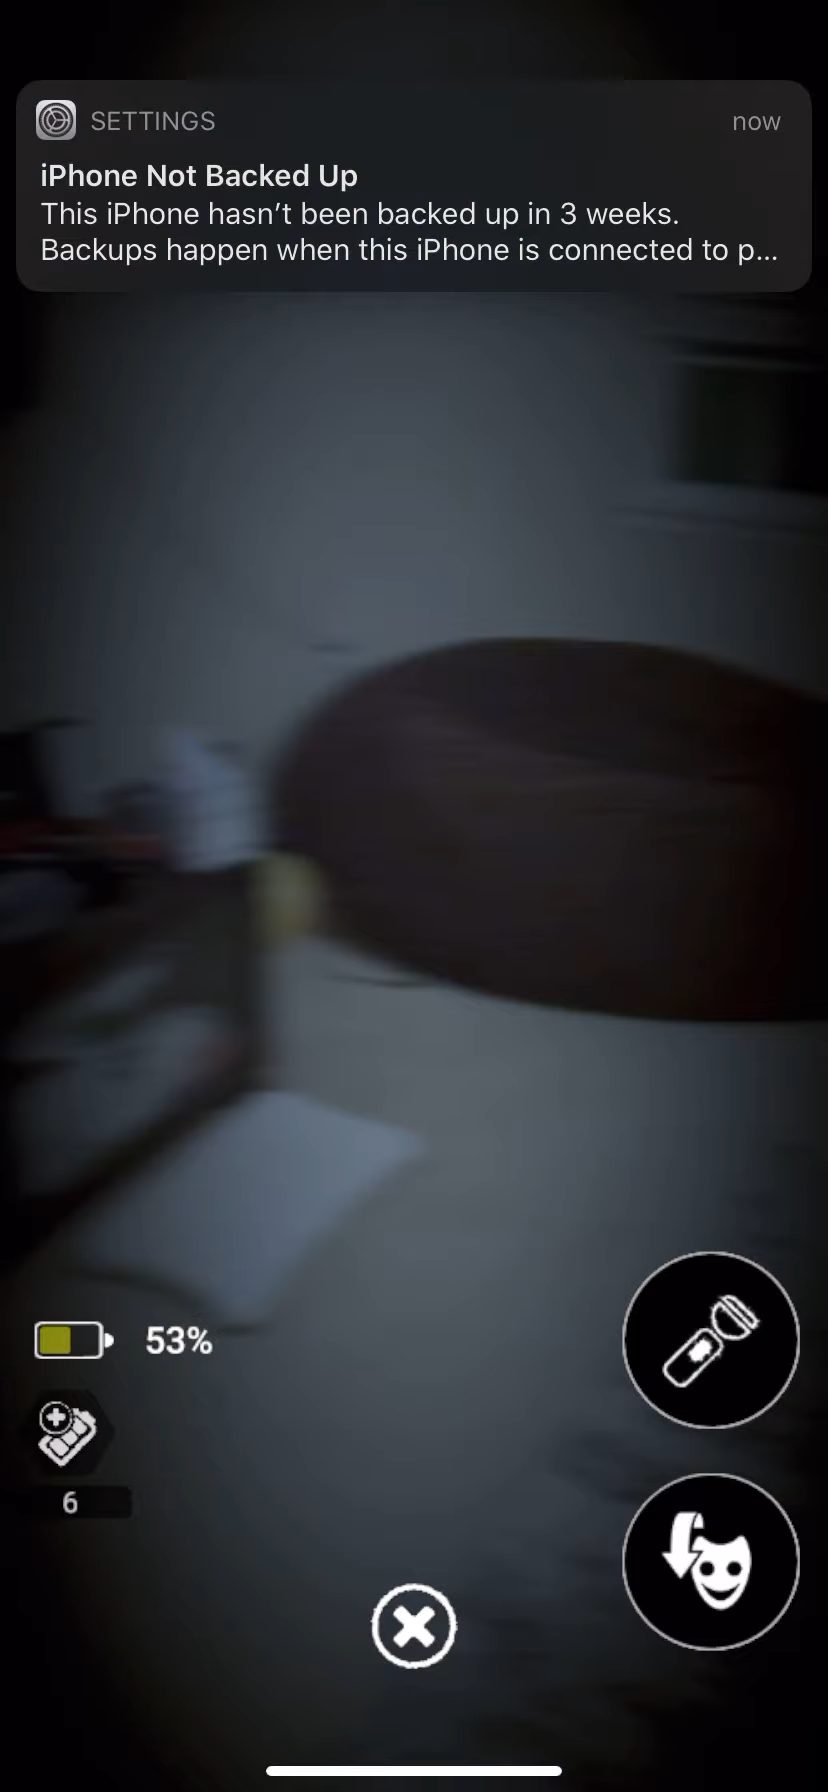 SETTINGS
now
iPhone Not Backed Up
This iPhone hasn’t been backed up in 3 weeks.
Backups happen when this iPhone is connected to p...
53%
6